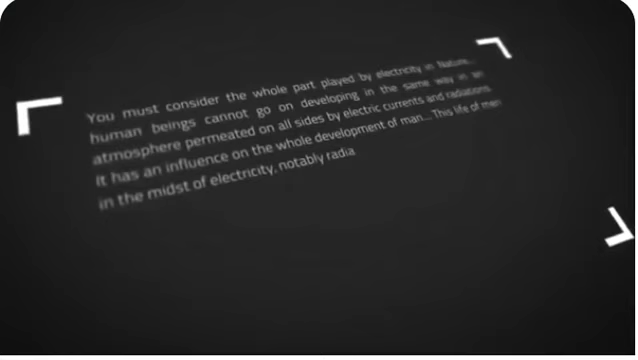 You must consider the whole part played by electricity in Nature...
human beings cannot go on developing in the same way in an
atmosphere permeated on all sides by electric currents and radiations
It has an influence on the whole development of man... This life of men
in the midst of electricity, notably radia